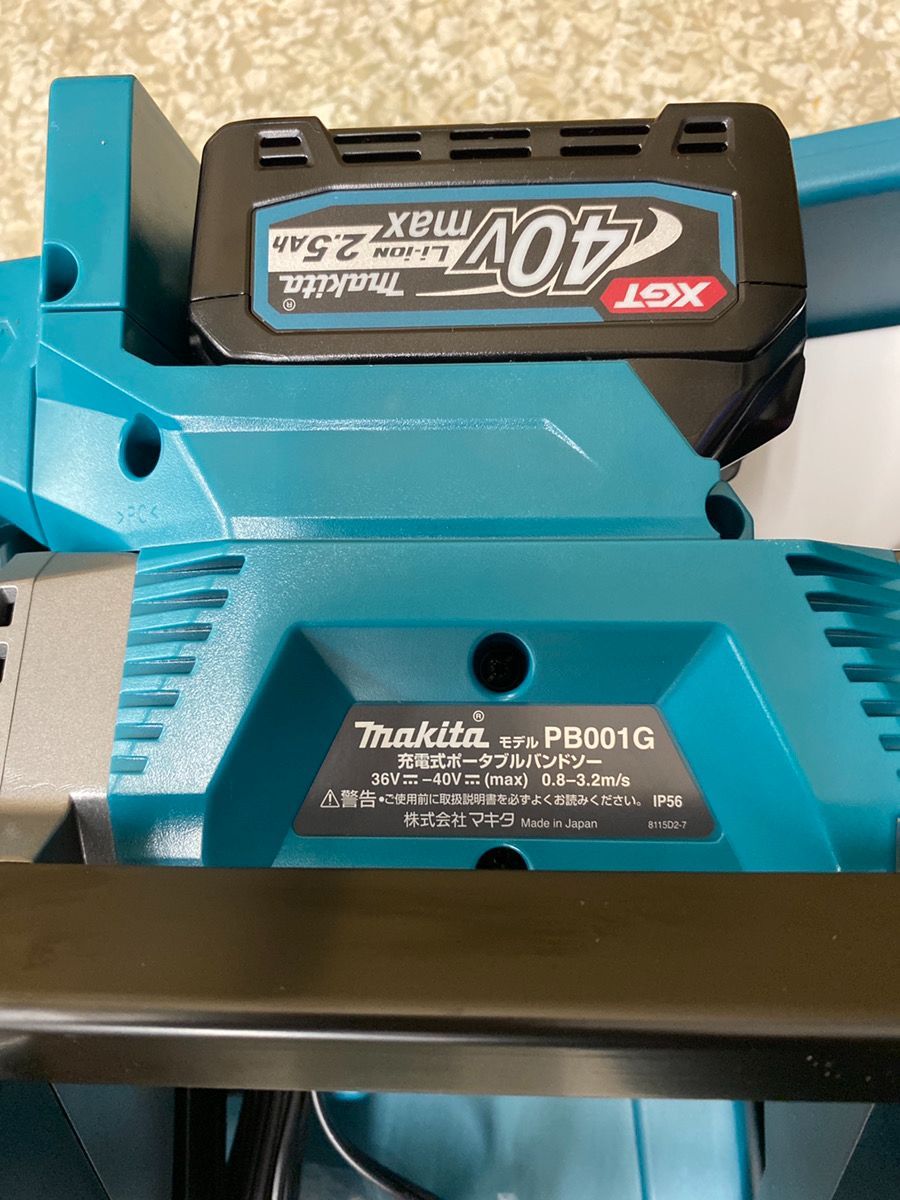 makita®
XGT 40Vmax
Li-ion 2.5Ah
>PC<
makita® モデル PB001G
充電式ポータブルバンドソー
36V⎓–40V⎓(max) 0.8–3.2m/s
⚠警告・ご使用前に取扱説明書を必ずよくお読みください。 IP56
株式会社マキタ Made in Japan 8115D2-7